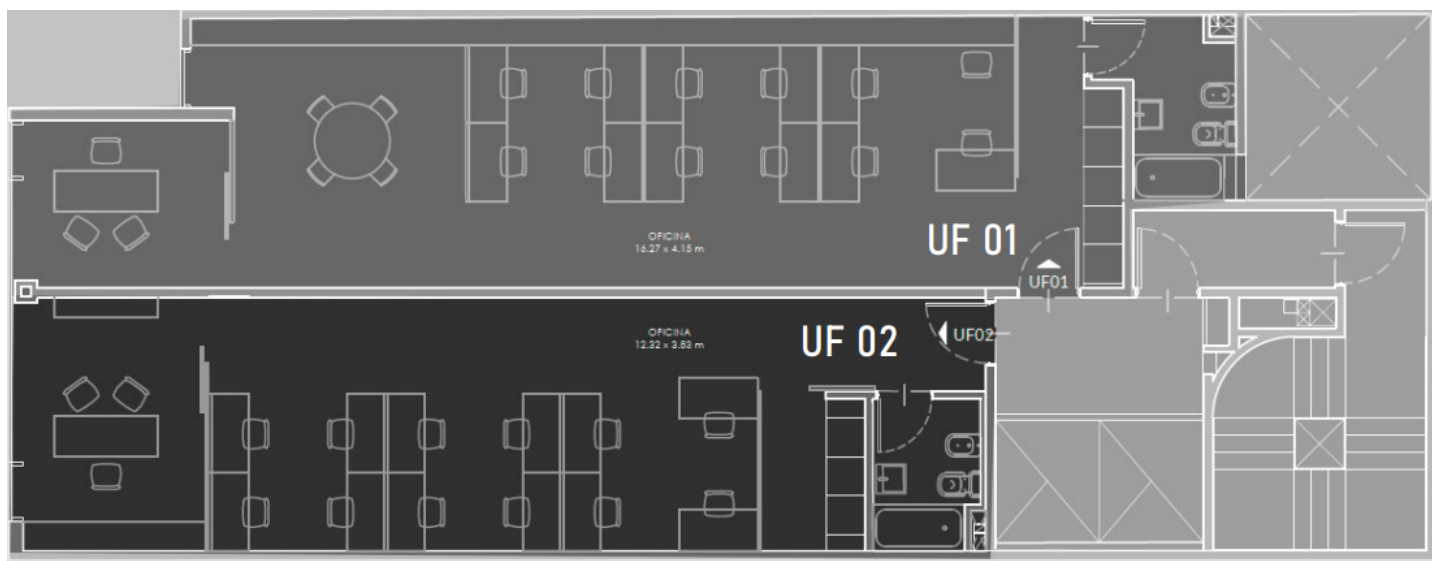 OFICINA
16.27 x 4.15 m
UF 01
UF01
OFICINA
12.32 x 3.83 m
UF 02
UF02